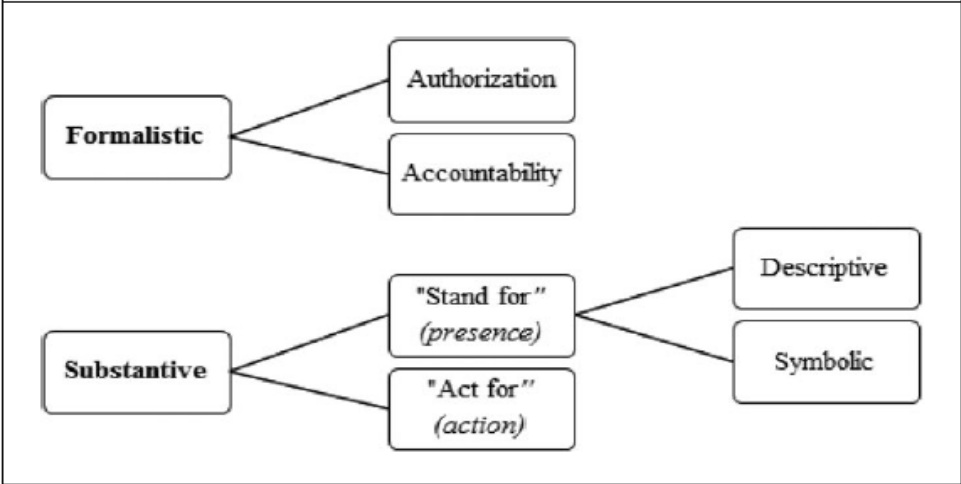 Formalistic
Authorization
Accountability
Substantive
"Stand for"
(presence)
"Act for"
(action)
Descriptive
Symbolic